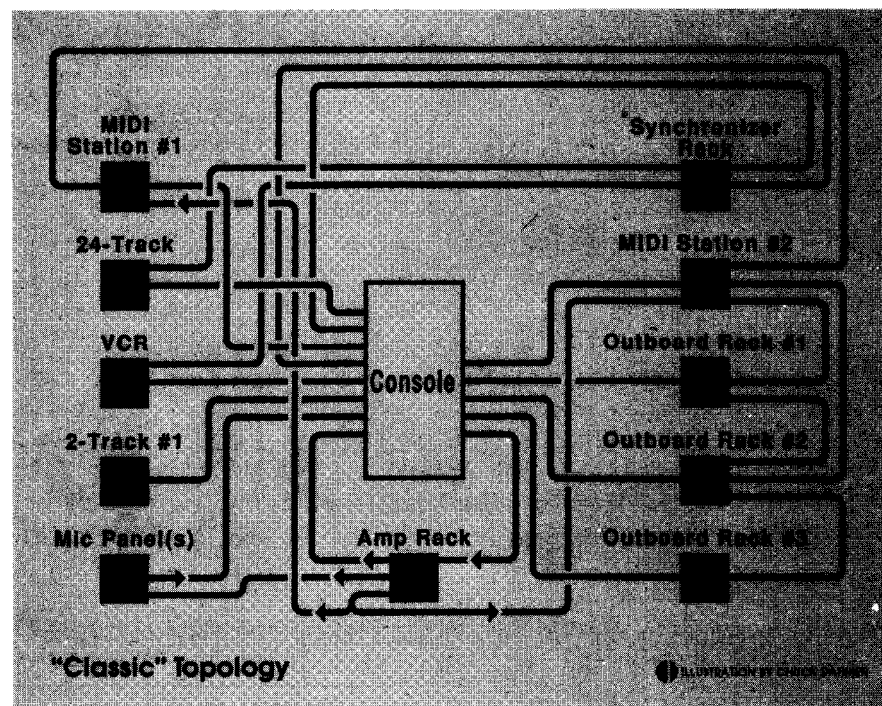 MIDI
Station #1
Synchronizer
Rack
24-Track
MIDI Station #2
VCR
Outboard Rack #1
Console
2-Track #1
Outboard Rack #2
Mic Panel(s)
Amp Rack
Outboard Rack #3
"Classic" Topology
ILLUSTRATION BY CHUCK